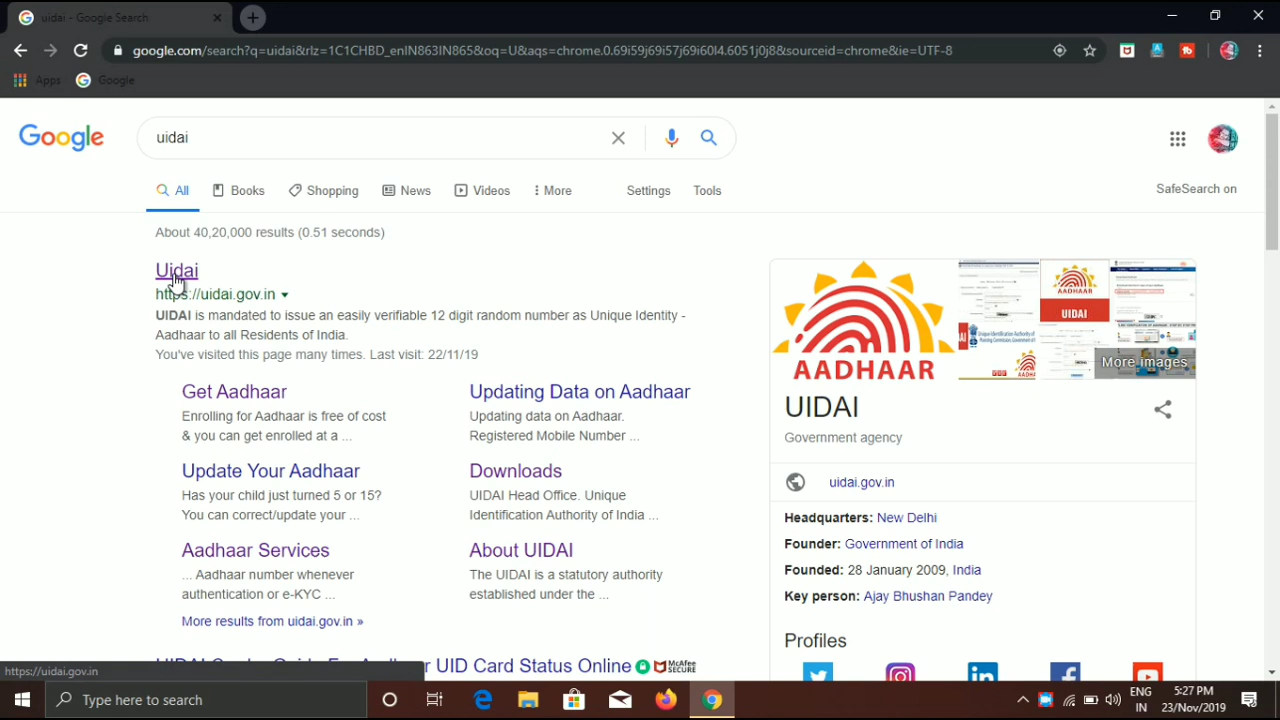 uidai - Google Search
google.com/search?q=uidai&rlz=1C1CHBD_enIN863IN865&oq=U&aqs=chrome.0.69i59j69i57j69i60l4.6051j0j8&sourceid=chrome&ie=UTF-8
Apps Google
Google
uidai
All Books Shopping News Videos More Settings Tools
SafeSearch on
About 40,20,000 results (0.51 seconds)
Uidai
https://uidai.gov.in
UIDAI is mandated to issue an easily verifiable 12 digit random number as Unique Identity -
Aadhaar to all Residents of India.
You've visited this page many times. Last visit: 22/11/19
Get Aadhaar
Enrolling for Aadhaar is free of cost
& you can get enrolled at a ...
Updating Data on Aadhaar
Updating data on Aadhaar.
Registered Mobile Number ...
Update Your Aadhaar
Has your child just turned 5 or 15?
You can correct/update your ...
Downloads
UIDAI Head Office. Unique
Identification Authority of India ...
Aadhaar Services
... Aadhaar number whenever
authentication or e-KYC ...
About UIDAI
The UIDAI is a statutory authority
established under the ...
More results from uidai.gov.in »
r UID Card Status Online McAfee SECURE
AADHAAR
AADHAAR
UIDAI
More images
UIDAI
Government agency
uidai.gov.in
Headquarters: New Delhi
Founder: Government of India
Founded: 28 January 2009, India
Key person: Ajay Bhushan Pandey
Profiles
https://uidai.gov.in
Type here to search
ENG
IN
5:27 PM
23/Nov/2019